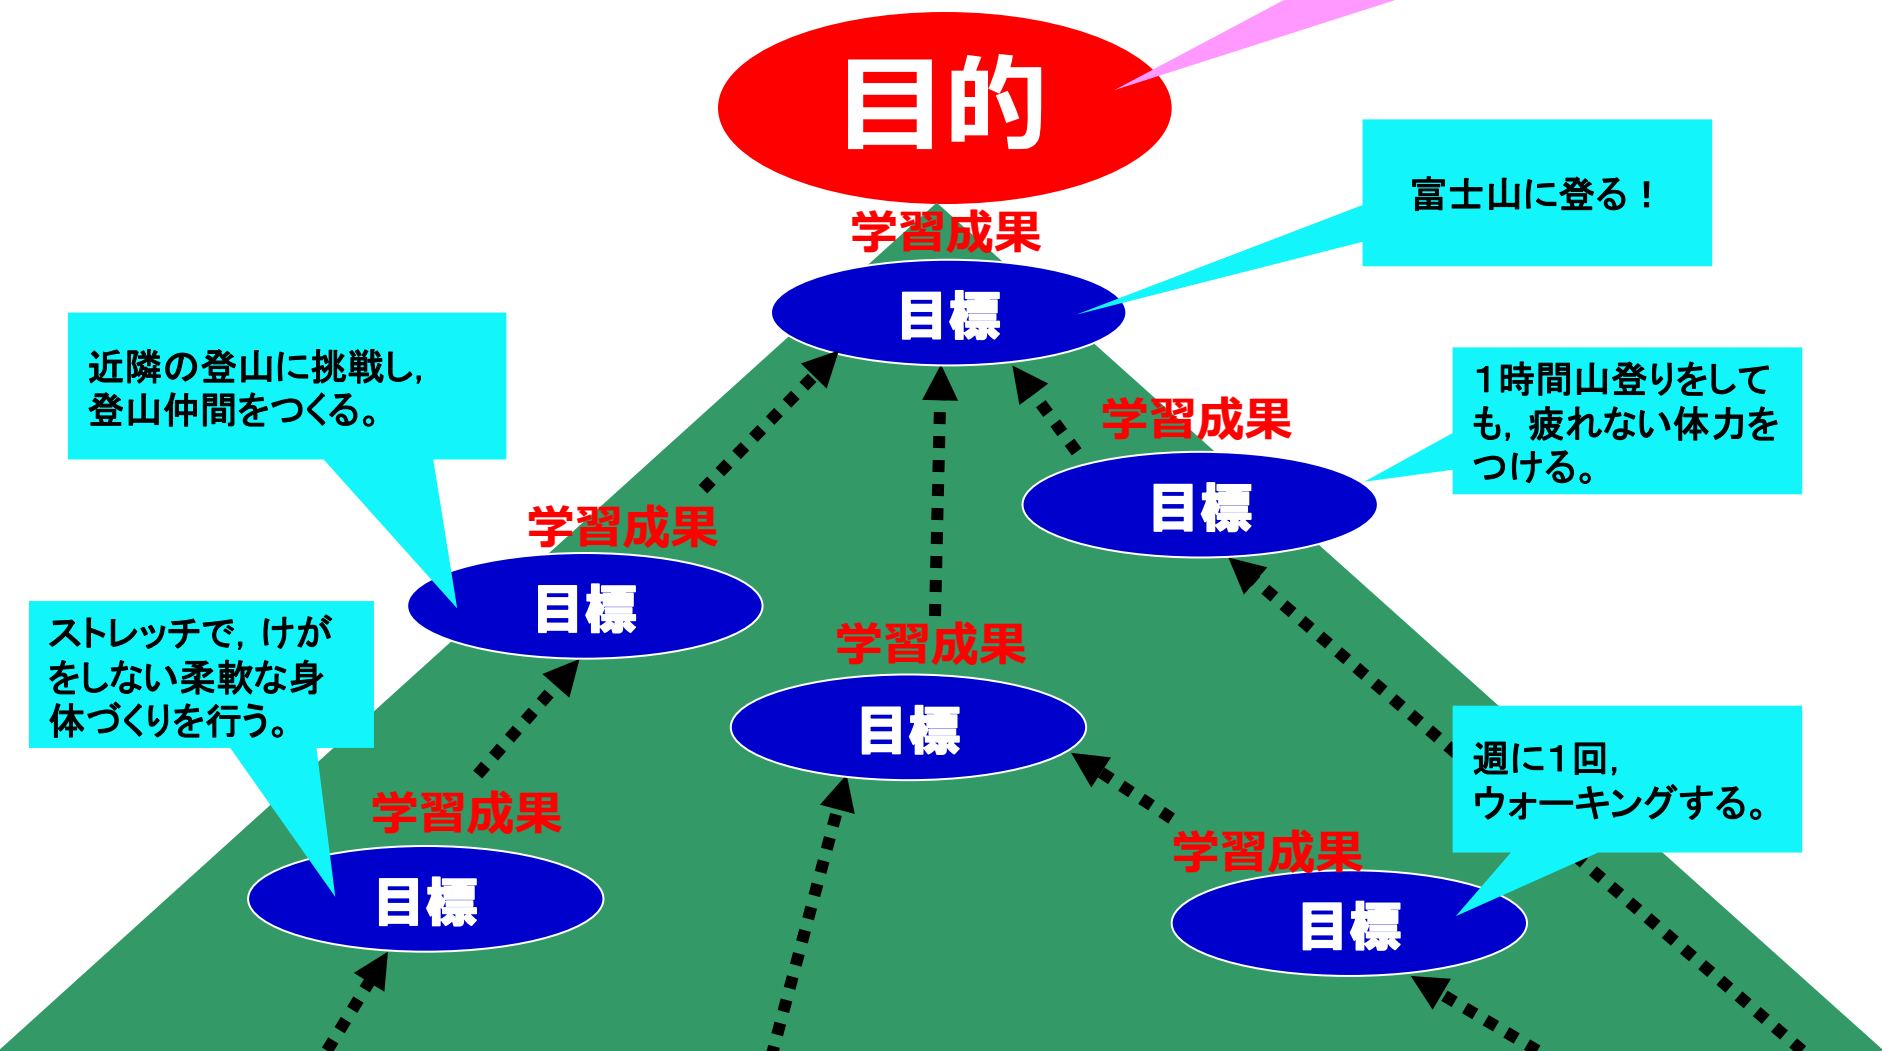 目的
学習成果
富士山に登る！
目標
近隣の登山に挑戦し,
登山仲間をつくる。
１時間山登りをして
も, 疲れない体力を
つける。
学習成果
目標
学習成果
目標
ストレッチで, けが
をしない柔軟な身
体づくりを行う。
学習成果
目標
週に１回,
ウォーキングする。
学習成果
目標
学習成果
目標